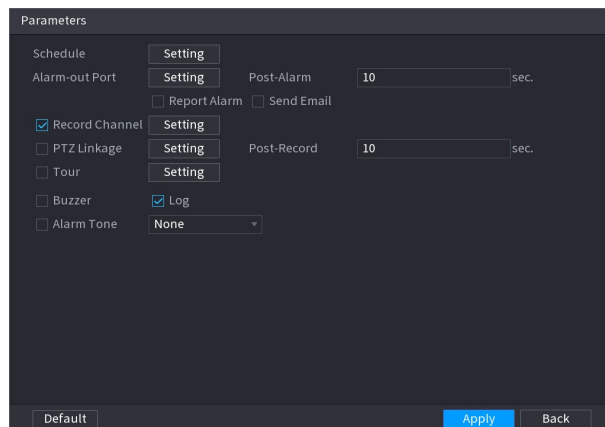 Parameters
Schedule Setting
Alarm-out Port Setting Post-Alarm 10 sec.
Report Alarm Send Email
Record Channel Setting
PTZ Linkage Setting Post-Record 10 sec.
Tour Setting
Buzzer Log
Alarm Tone None
Default Apply Back